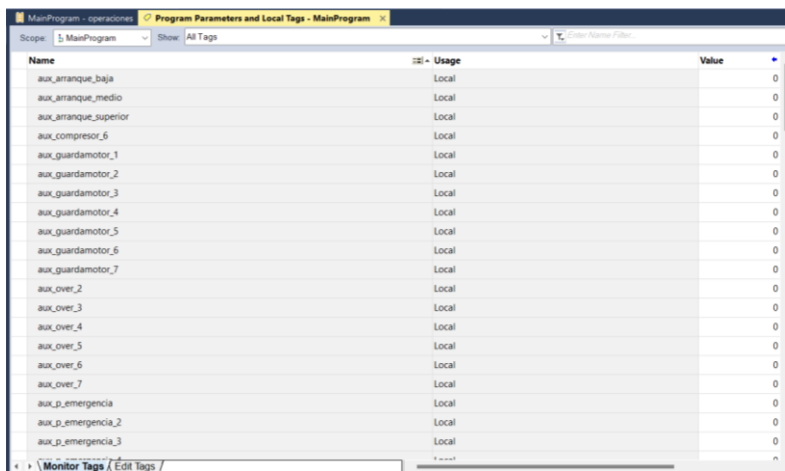 MainProgram - operaciones Program Parameters and Local Tags - MainProgram ×
Scope: MainProgram Show: All Tags Enter Name Filter...
Name Usage Value
aux_arranque_baja Local 0
aux_arranque_medio Local 0
aux_arranque_superior Local 0
aux_compresor_6 Local 0
aux_guardamotor_1 Local 0
aux_guardamotor_2 Local 0
aux_guardamotor_3 Local 0
aux_guardamotor_4 Local 0
aux_guardamotor_5 Local 0
aux_guardamotor_6 Local 0
aux_guardamotor_7 Local 0
aux_over_2 Local 0
aux_over_3 Local 0
aux_over_4 Local 0
aux_over_5 Local 0
aux_over_6 Local 0
aux_over_7 Local 0
aux_p_emergencia Local 0
aux_p_emergencia_2 Local 0
aux_p_emergencia_3 Local 0
Monitor Tags Edit Tags